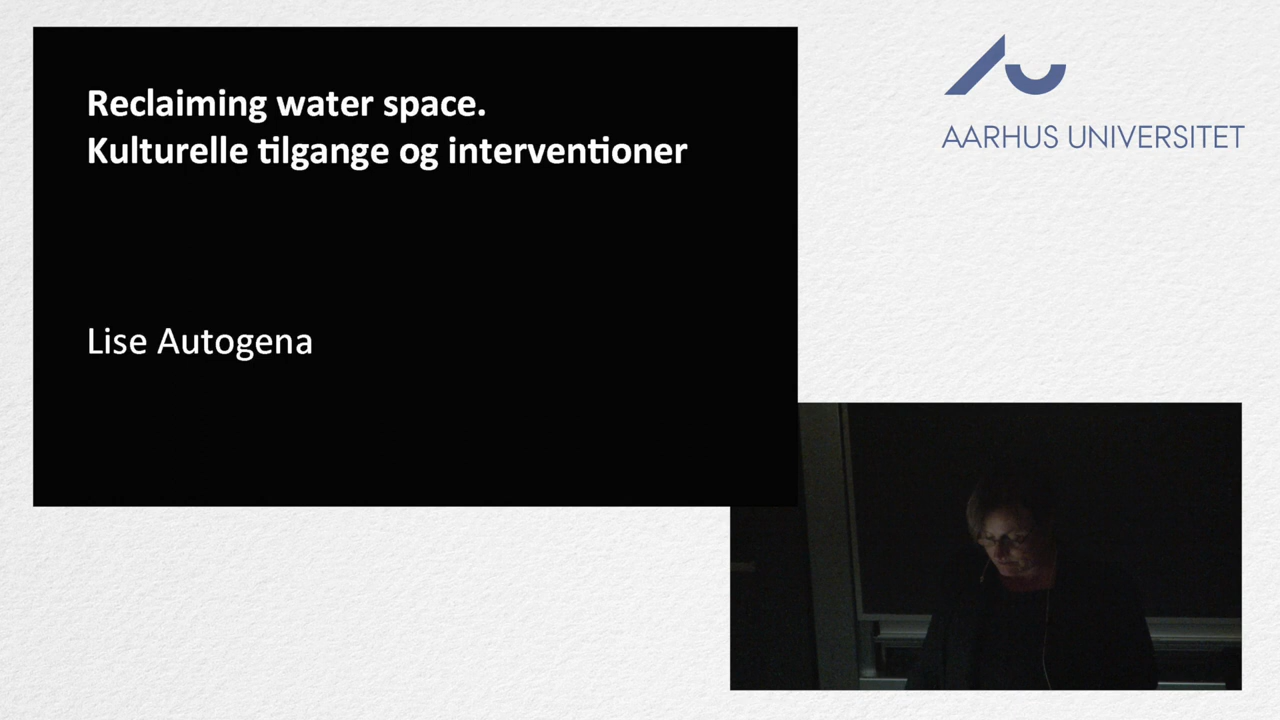 Reclaiming water space.
Kulturelle tilgange og interventioner
Lise Autogena
AARHUS UNIVERSITET